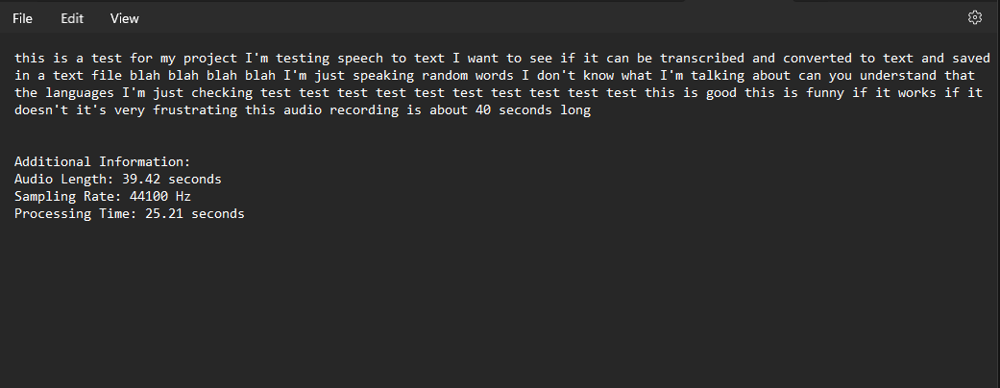 File Edit View
this is a test for my project I'm testing speech to text I want to see if it can be transcribed and converted to text and saved
in a text file blah blah blah blah I'm just speaking random words I don't know what I'm talking about can you understand that
the languages I'm just checking test test test test test test test test test test this is good this is funny if it works if it
doesn't it's very frustrating this audio recording is about 40 seconds long
Additional Information:
Audio Length: 39.42 seconds
Sampling Rate: 44100 Hz
Processing Time: 25.21 seconds